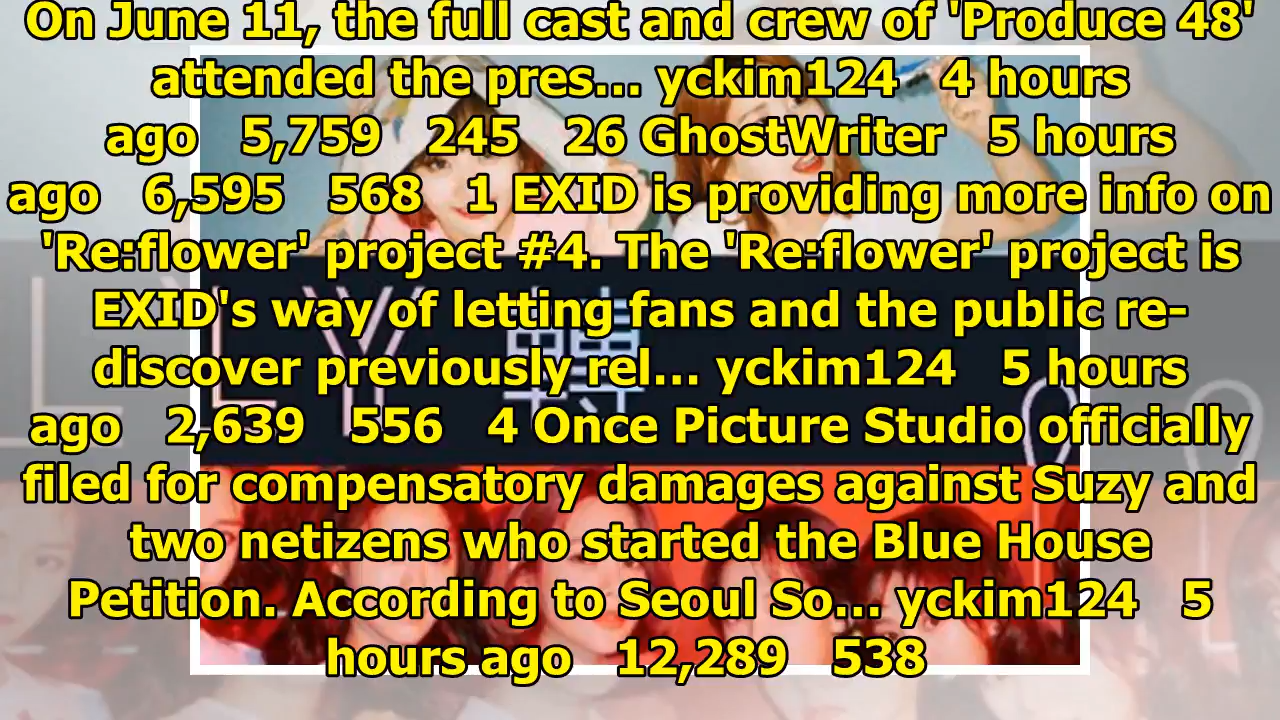 On June 11, the full cast and crew of 'Produce 48'
attended the pres... yckim124 4 hours
ago 5,759 245 26 GhostWriter 5 hours
ago 6,595 568 1 EXID is providing more info on
'Re:flower' project #4. The 'Re:flower' project is
EXID's way of letting fans and the public re-
discover previously rel... yckim124 5 hours
ago 2,639 556 4 Once Picture Studio officially
filed for compensatory damages against Suzy and
two netizens who started the Blue House
Petition. According to Seoul So... yckim124 5
hours ago 12,289 538
L Y 轉